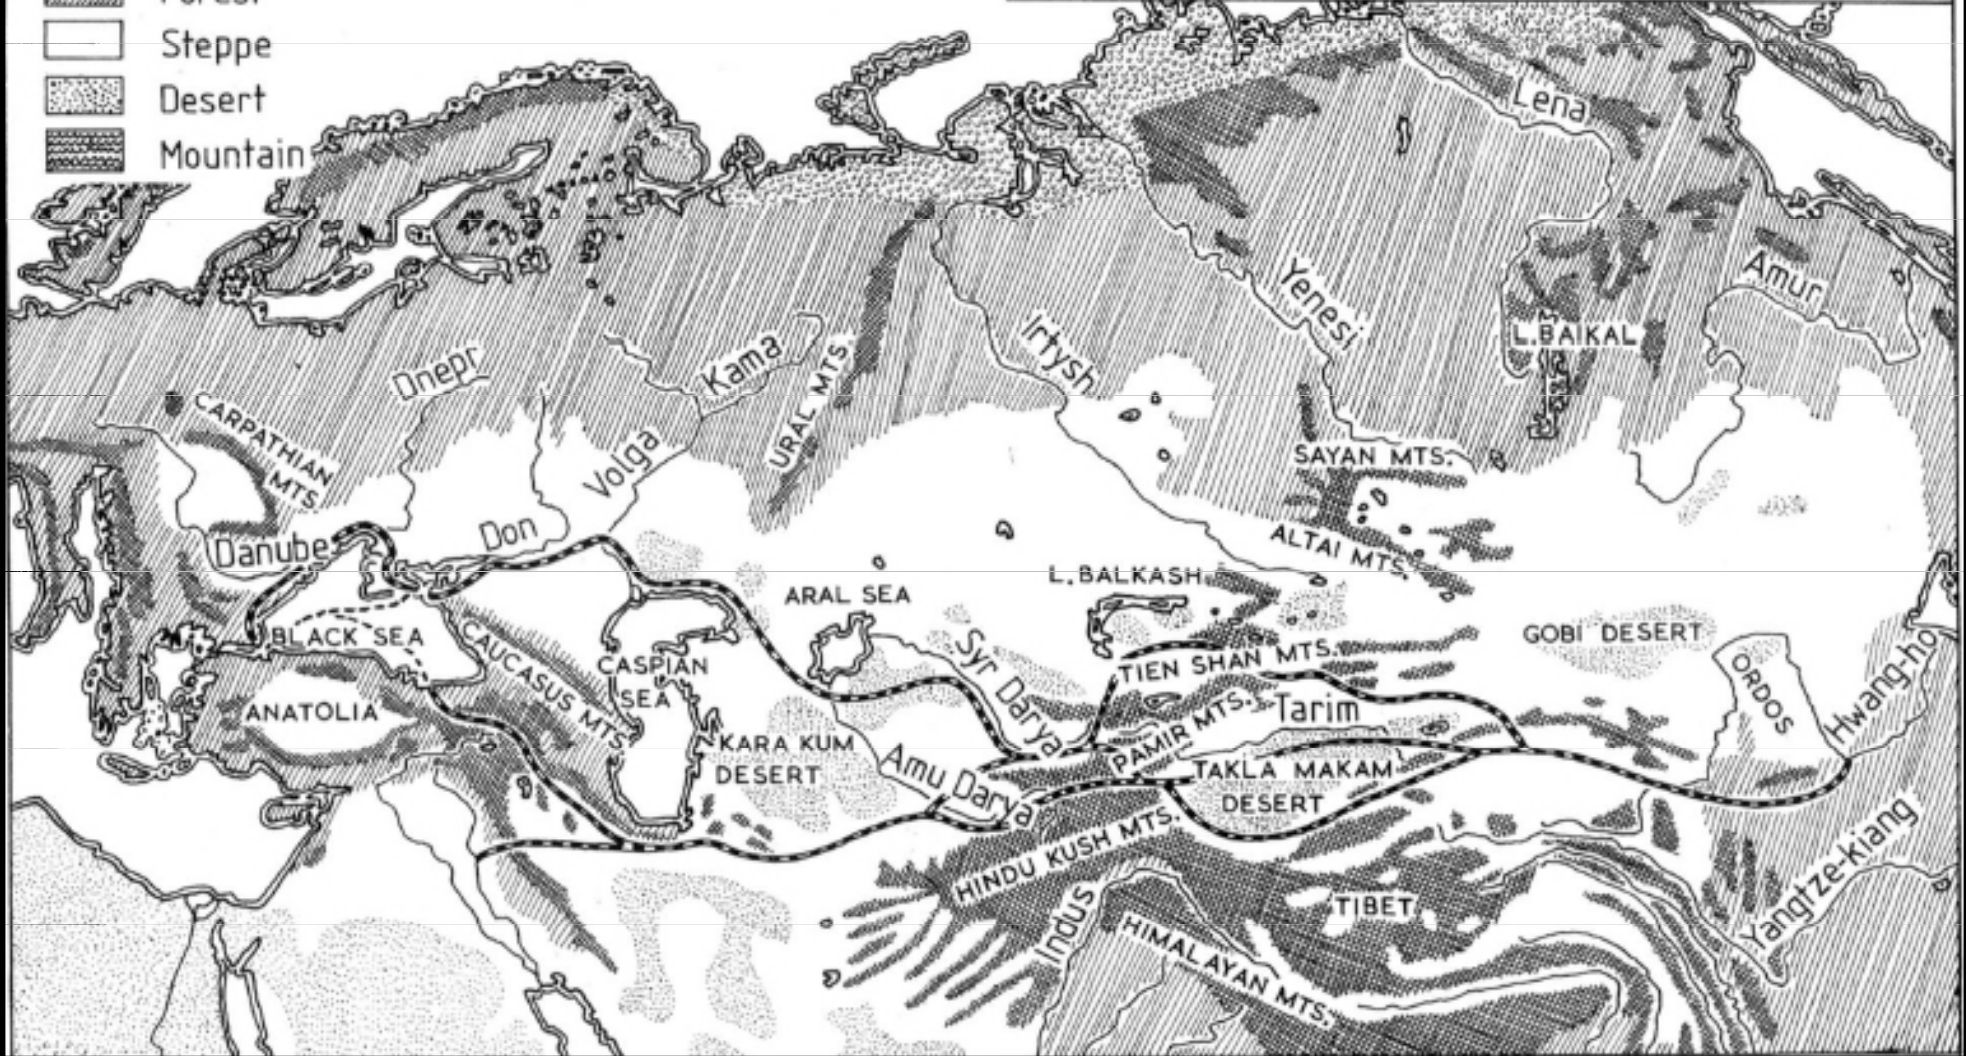 Forest
Steppe
Desert
Mountain
Lena
Yenesi
Amur
L. BAIKAL
Irtysh
Kama
URAL MTS.
Dnepr
CARPATHIAN
MTS.
Volga
SAYAN MTS.
Danube
Don
ALTAI MTS.
L. BALKASH
ARAL SEA
BLACK SEA
CAUCASUS MTS.
CASPIAN
SEA
Syr Darya
TIEN SHAN MTS.
GOBI DESERT
ORDOS
Hwang-ho
ANATOLIA
KARA KUM
DESERT
Amu Darya
PAMIR MTS.
Tarim
TAKLA MAKAM
DESERT
HINDU KUSH MTS.
Indus
TIBET
HIMALAYAN MTS.
Yangtze-kiang